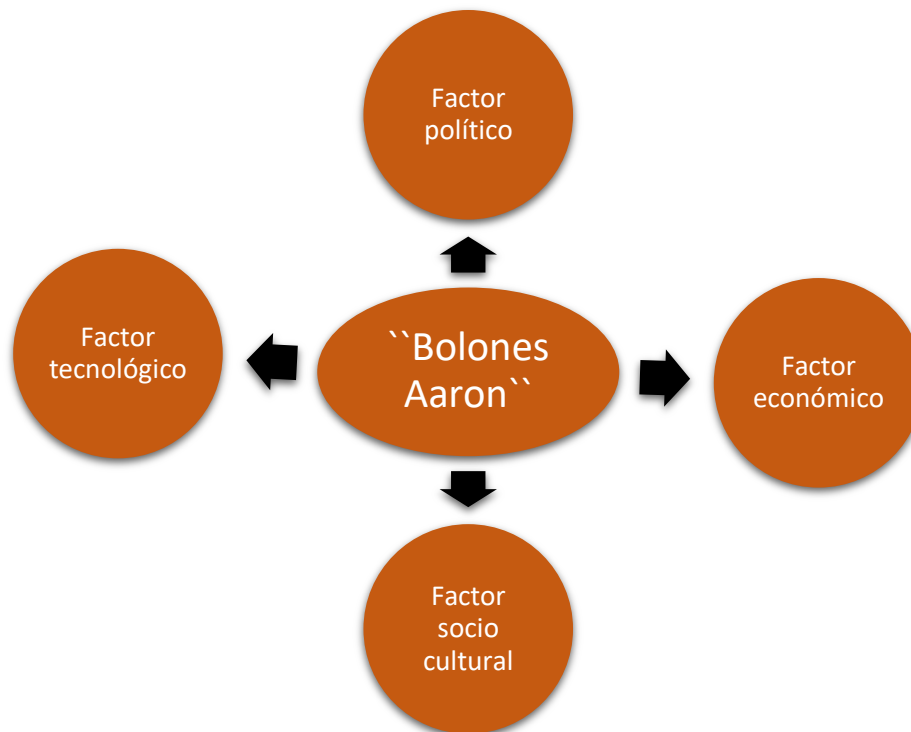 Factor
político
Factor
tecnológico
``Bolones
Aaron``
Factor
económico
Factor
socio
cultural